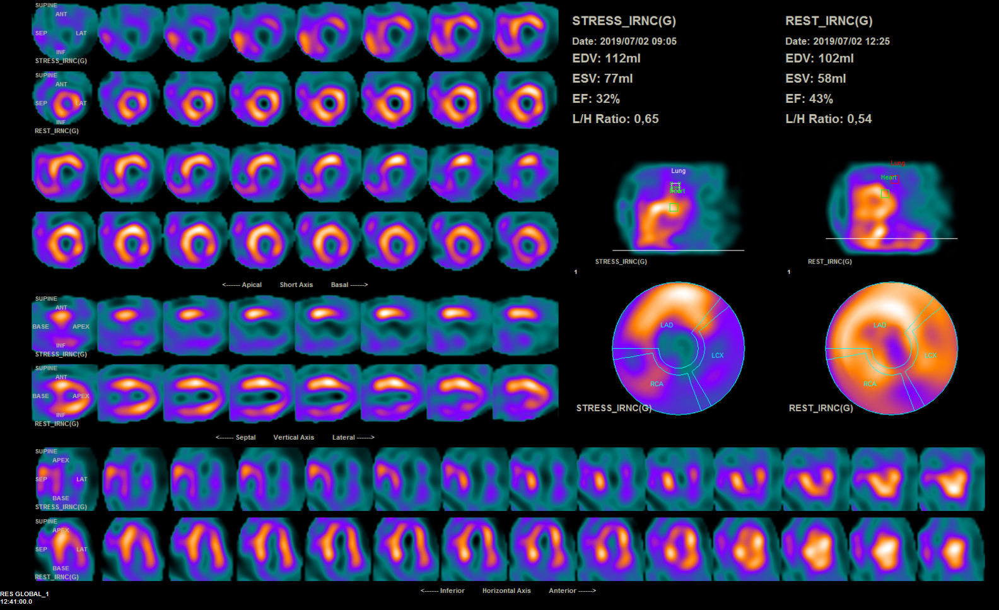 SUPINE
ANT
SEP LAT
INF
STRESS_IRNC(G)
SUPINE
ANT
SEP LAT
INF
REST_IRNC(G)
<------ Apical Short Axis Basal ------>
SUPINE
ANT
BASE APEX
INF
STRESS_IRNC(G)
SUPINE
ANT
BASE APEX
INF
REST_IRNC(G)
<------ Septal Vertical Axis Lateral ------>
SUPINE
APEX
SEP LAT
BASE
STRESS_IRNC(G)
SUPINE
APEX
SEP LAT
BASE
REST_IRNC(G)
<------ Inferior Horizontal Axis Anterior ------>
RES GLOBAL_1
12:41:00.0
STRESS_IRNC(G)
Date: 2019/07/02 09:05
EDV: 112ml
ESV: 77ml
EF: 32%
L/H Ratio: 0,65
REST_IRNC(G)
Date: 2019/07/02 12:25
EDV: 102ml
ESV: 58ml
EF: 43%
L/H Ratio: 0,54
Lung
Heart
STRESS_IRNC(G)
1
Lung
Heart
REST_IRNC(G)
1
LAD
LCX
RCA
STRESS_IRNC(G)
LAD
LCX
RCA
REST_IRNC(G)